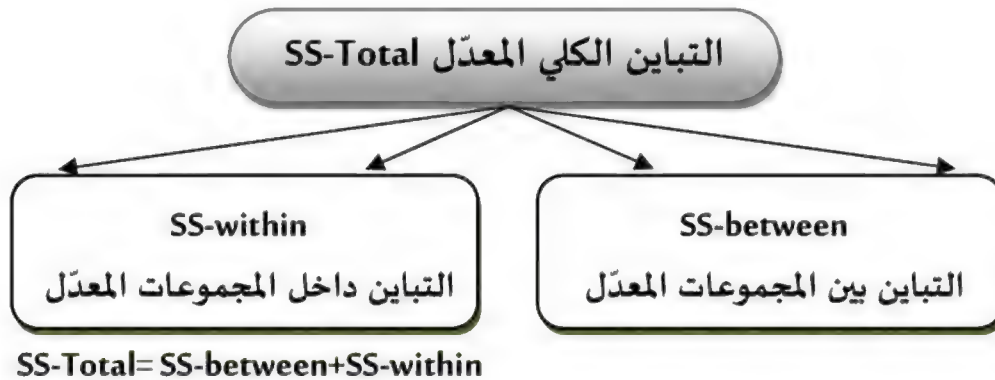 التباين الكلي المعدّل SS-Total
SS-between
التباين بين المجموعات المعدّل
SS-within
التباين داخل المجموعات المعدّل
SS-Total= SS-between+SS-within